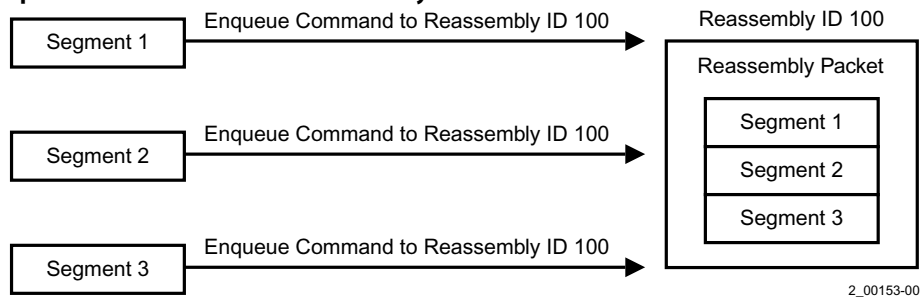 Enqueue Command to Reassembly ID 100
Reassembly ID 100
Segment 1
Reassembly Packet
Segment 1
Enqueue Command to Reassembly ID 100
Segment 2
Segment 2
Segment 3
Enqueue Command to Reassembly ID 100
Segment 3
2_00153-00